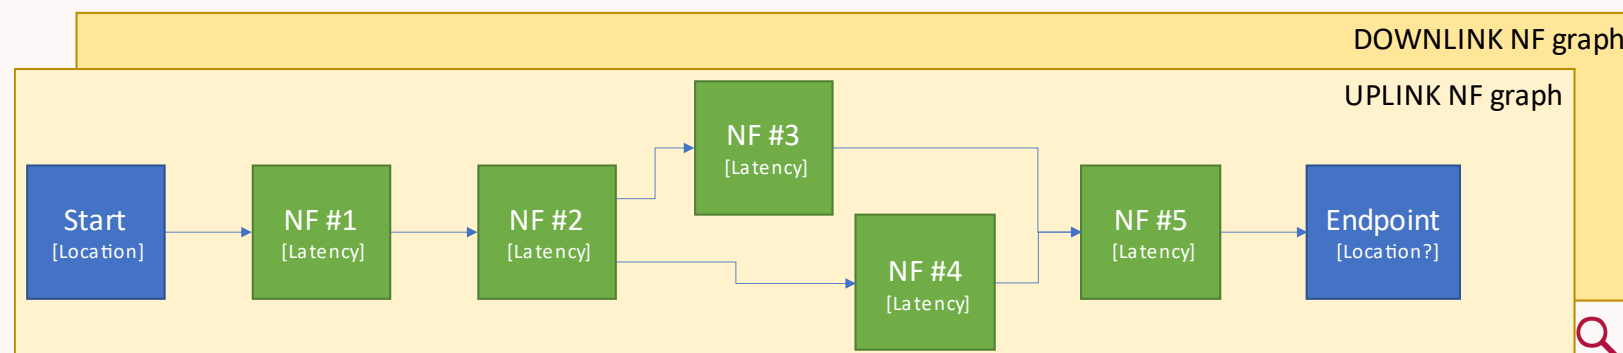 DOWNLINK NF graph
UPLINK NF graph
Start
[Location]
NF #1
[Latency]
NF #2
[Latency]
NF #3
[Latency]
NF #4
[Latency]
NF #5
[Latency]
Endpoint
[Location?]